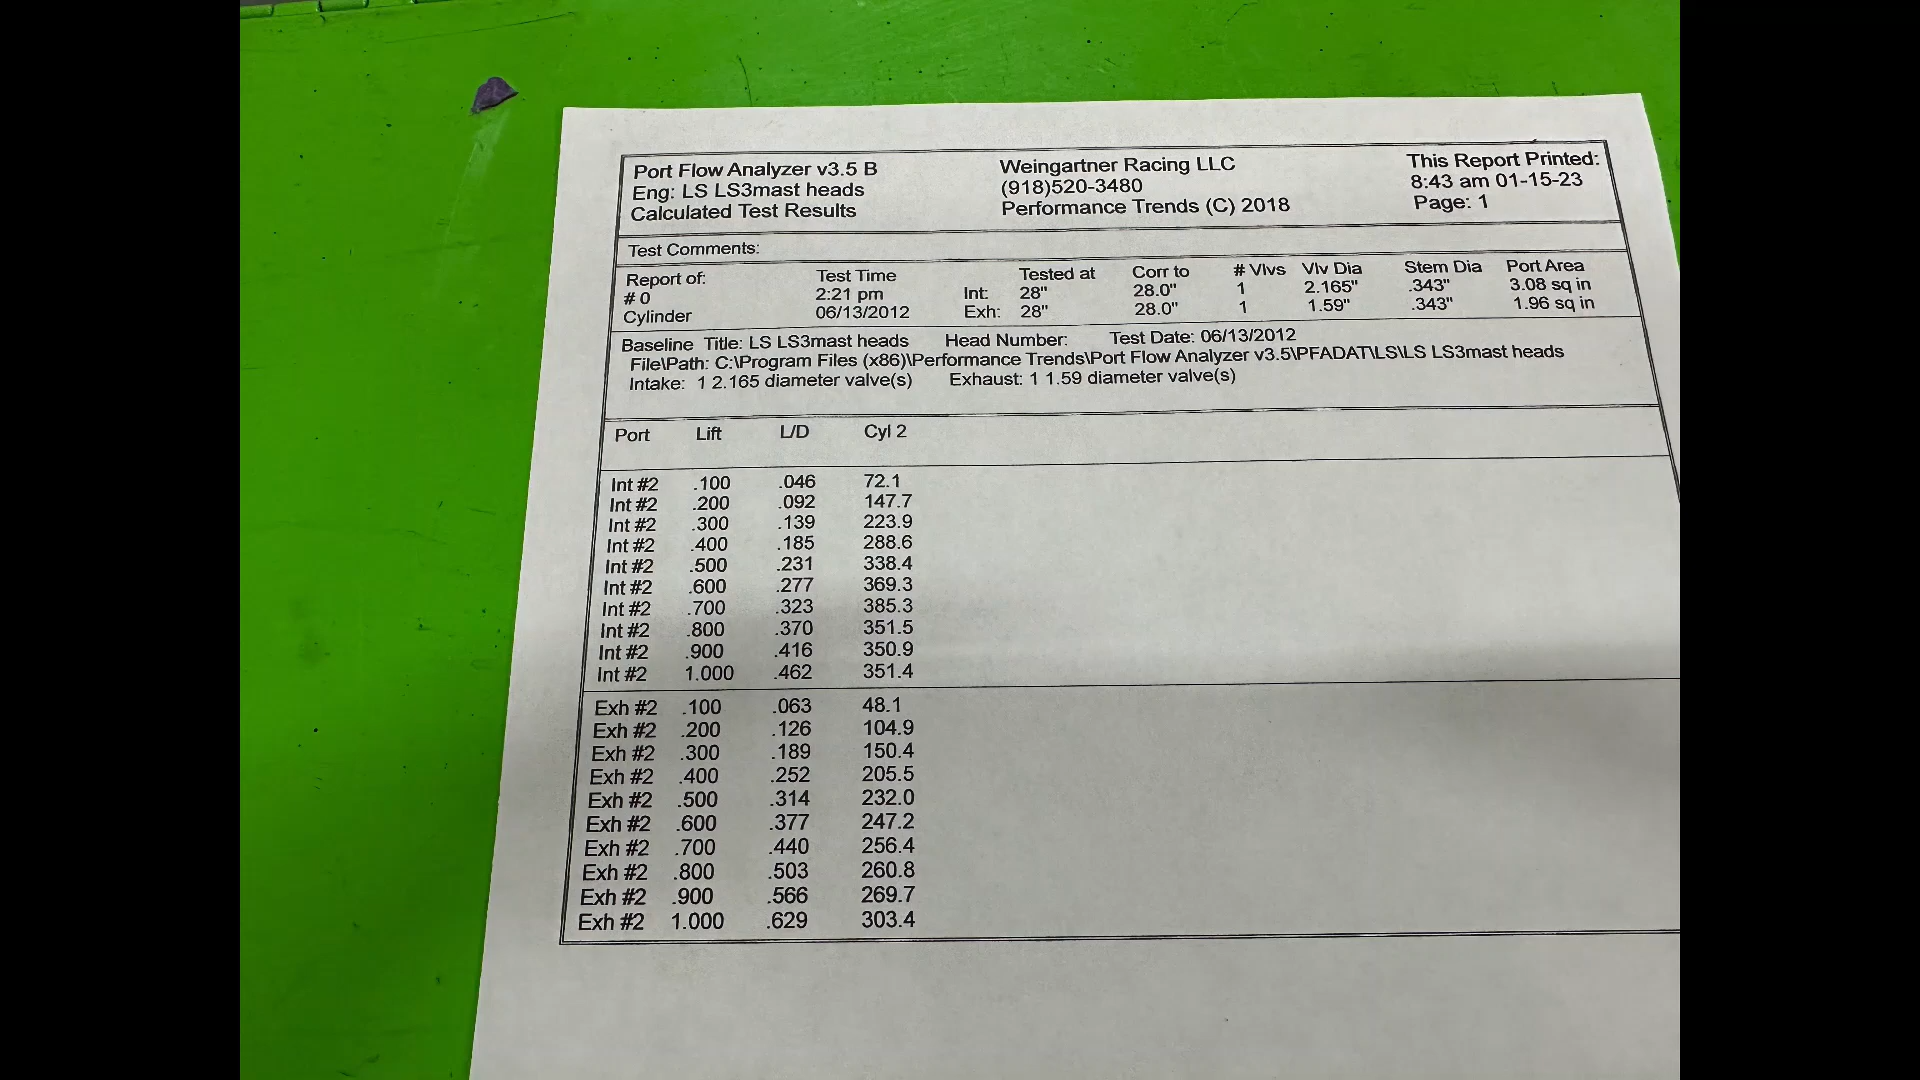 Port Flow Analyzer v3.5 B Weingartner Racing LLC This Report Printed:
Eng: LS LS3mast heads (918)520-3480 8:43 am 01-15-23
Calculated Test Results Performance Trends (C) 2018 Page: 1
Test Comments:
Report of: Test Time Tested at Corr to # Vlvs Vlv Dia Stem Dia Port Area
# 0 2:21 pm Int: 28" 28.0" 1 2.165" .343" 3.08 sq in
Cylinder 06/13/2012 Exh: 28" 28.0" 1 1.59" .343" 1.96 sq in
Baseline Title: LS LS3mast heads Head Number: Test Date: 06/13/2012
File\Path: C:\Program Files (x86)\Performance Trends\Port Flow Analyzer v3.5\PFADAT\LS\LS LS3mast heads
Intake: 1 2.165 diameter valve(s) Exhaust: 1 1.59 diameter valve(s)
Port Lift L/D Cyl 2
Int #2 .100 .046 72.1
Int #2 .200 .092 147.7
Int #2 .300 .139 223.9
Int #2 .400 .185 288.6
Int #2 .500 .231 338.4
Int #2 .600 .277 369.3
Int #2 .700 .323 385.3
Int #2 .800 .370 351.5
Int #2 .900 .416 350.9
Int #2 1.000 .462 351.4
Exh #2 .100 .063 48.1
Exh #2 .200 .126 104.9
Exh #2 .300 .189 150.4
Exh #2 .400 .252 205.5
Exh #2 .500 .314 232.0
Exh #2 .600 .377 247.2
Exh #2 .700 .440 256.4
Exh #2 .800 .503 260.8
Exh #2 .900 .566 269.7
Exh #2 1.000 .629 303.4